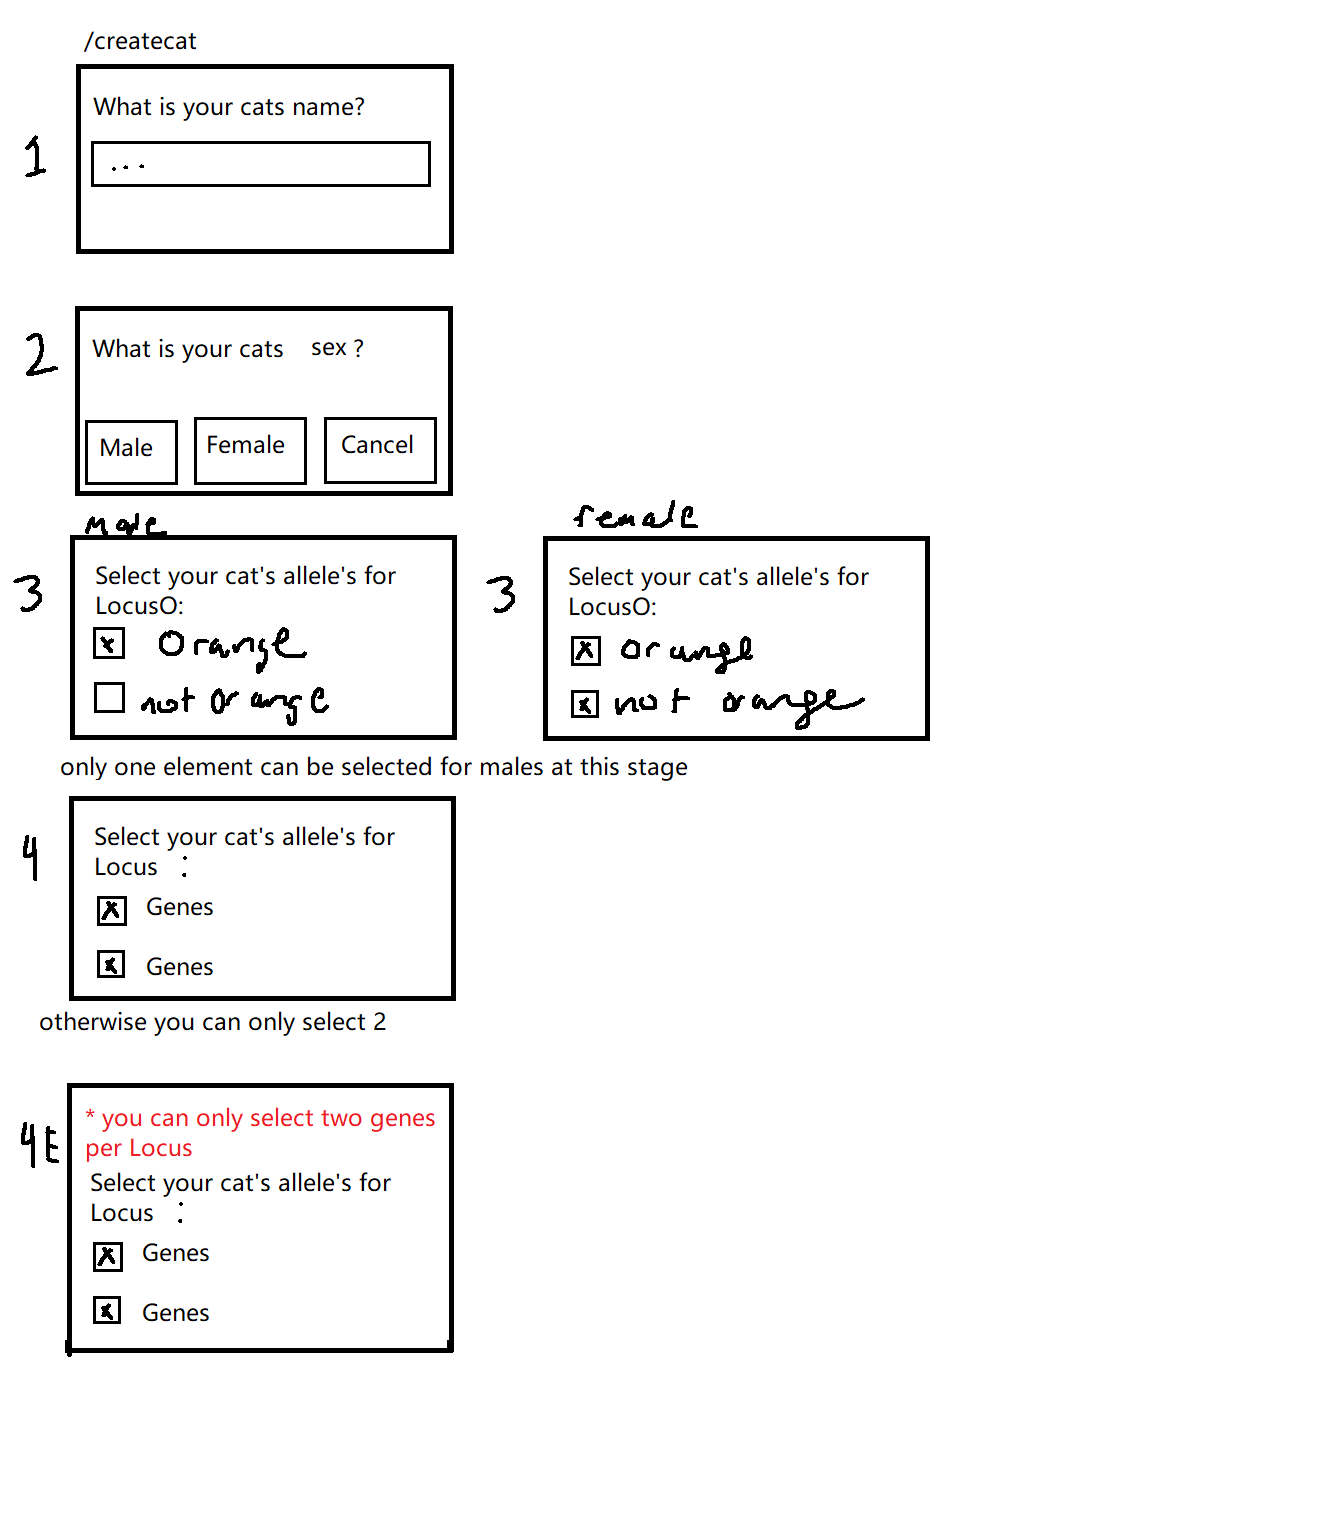 /createcat
1
What is your cats name?
...
2
What is your cats sex ?
Male Female Cancel
Male
3
Select your cat's allele's for
LocusO:
x orange
not orange
female
3
Select your cat's allele's for
LocusO:
x orange
x not orange
only one element can be selected for males at this stage
4
Select your cat's allele's for
Locus :
x Genes
x Genes
otherwise you can only select 2
4E
* you can only select two genes
per Locus
Select your cat's allele's for
Locus :
x Genes
x Genes